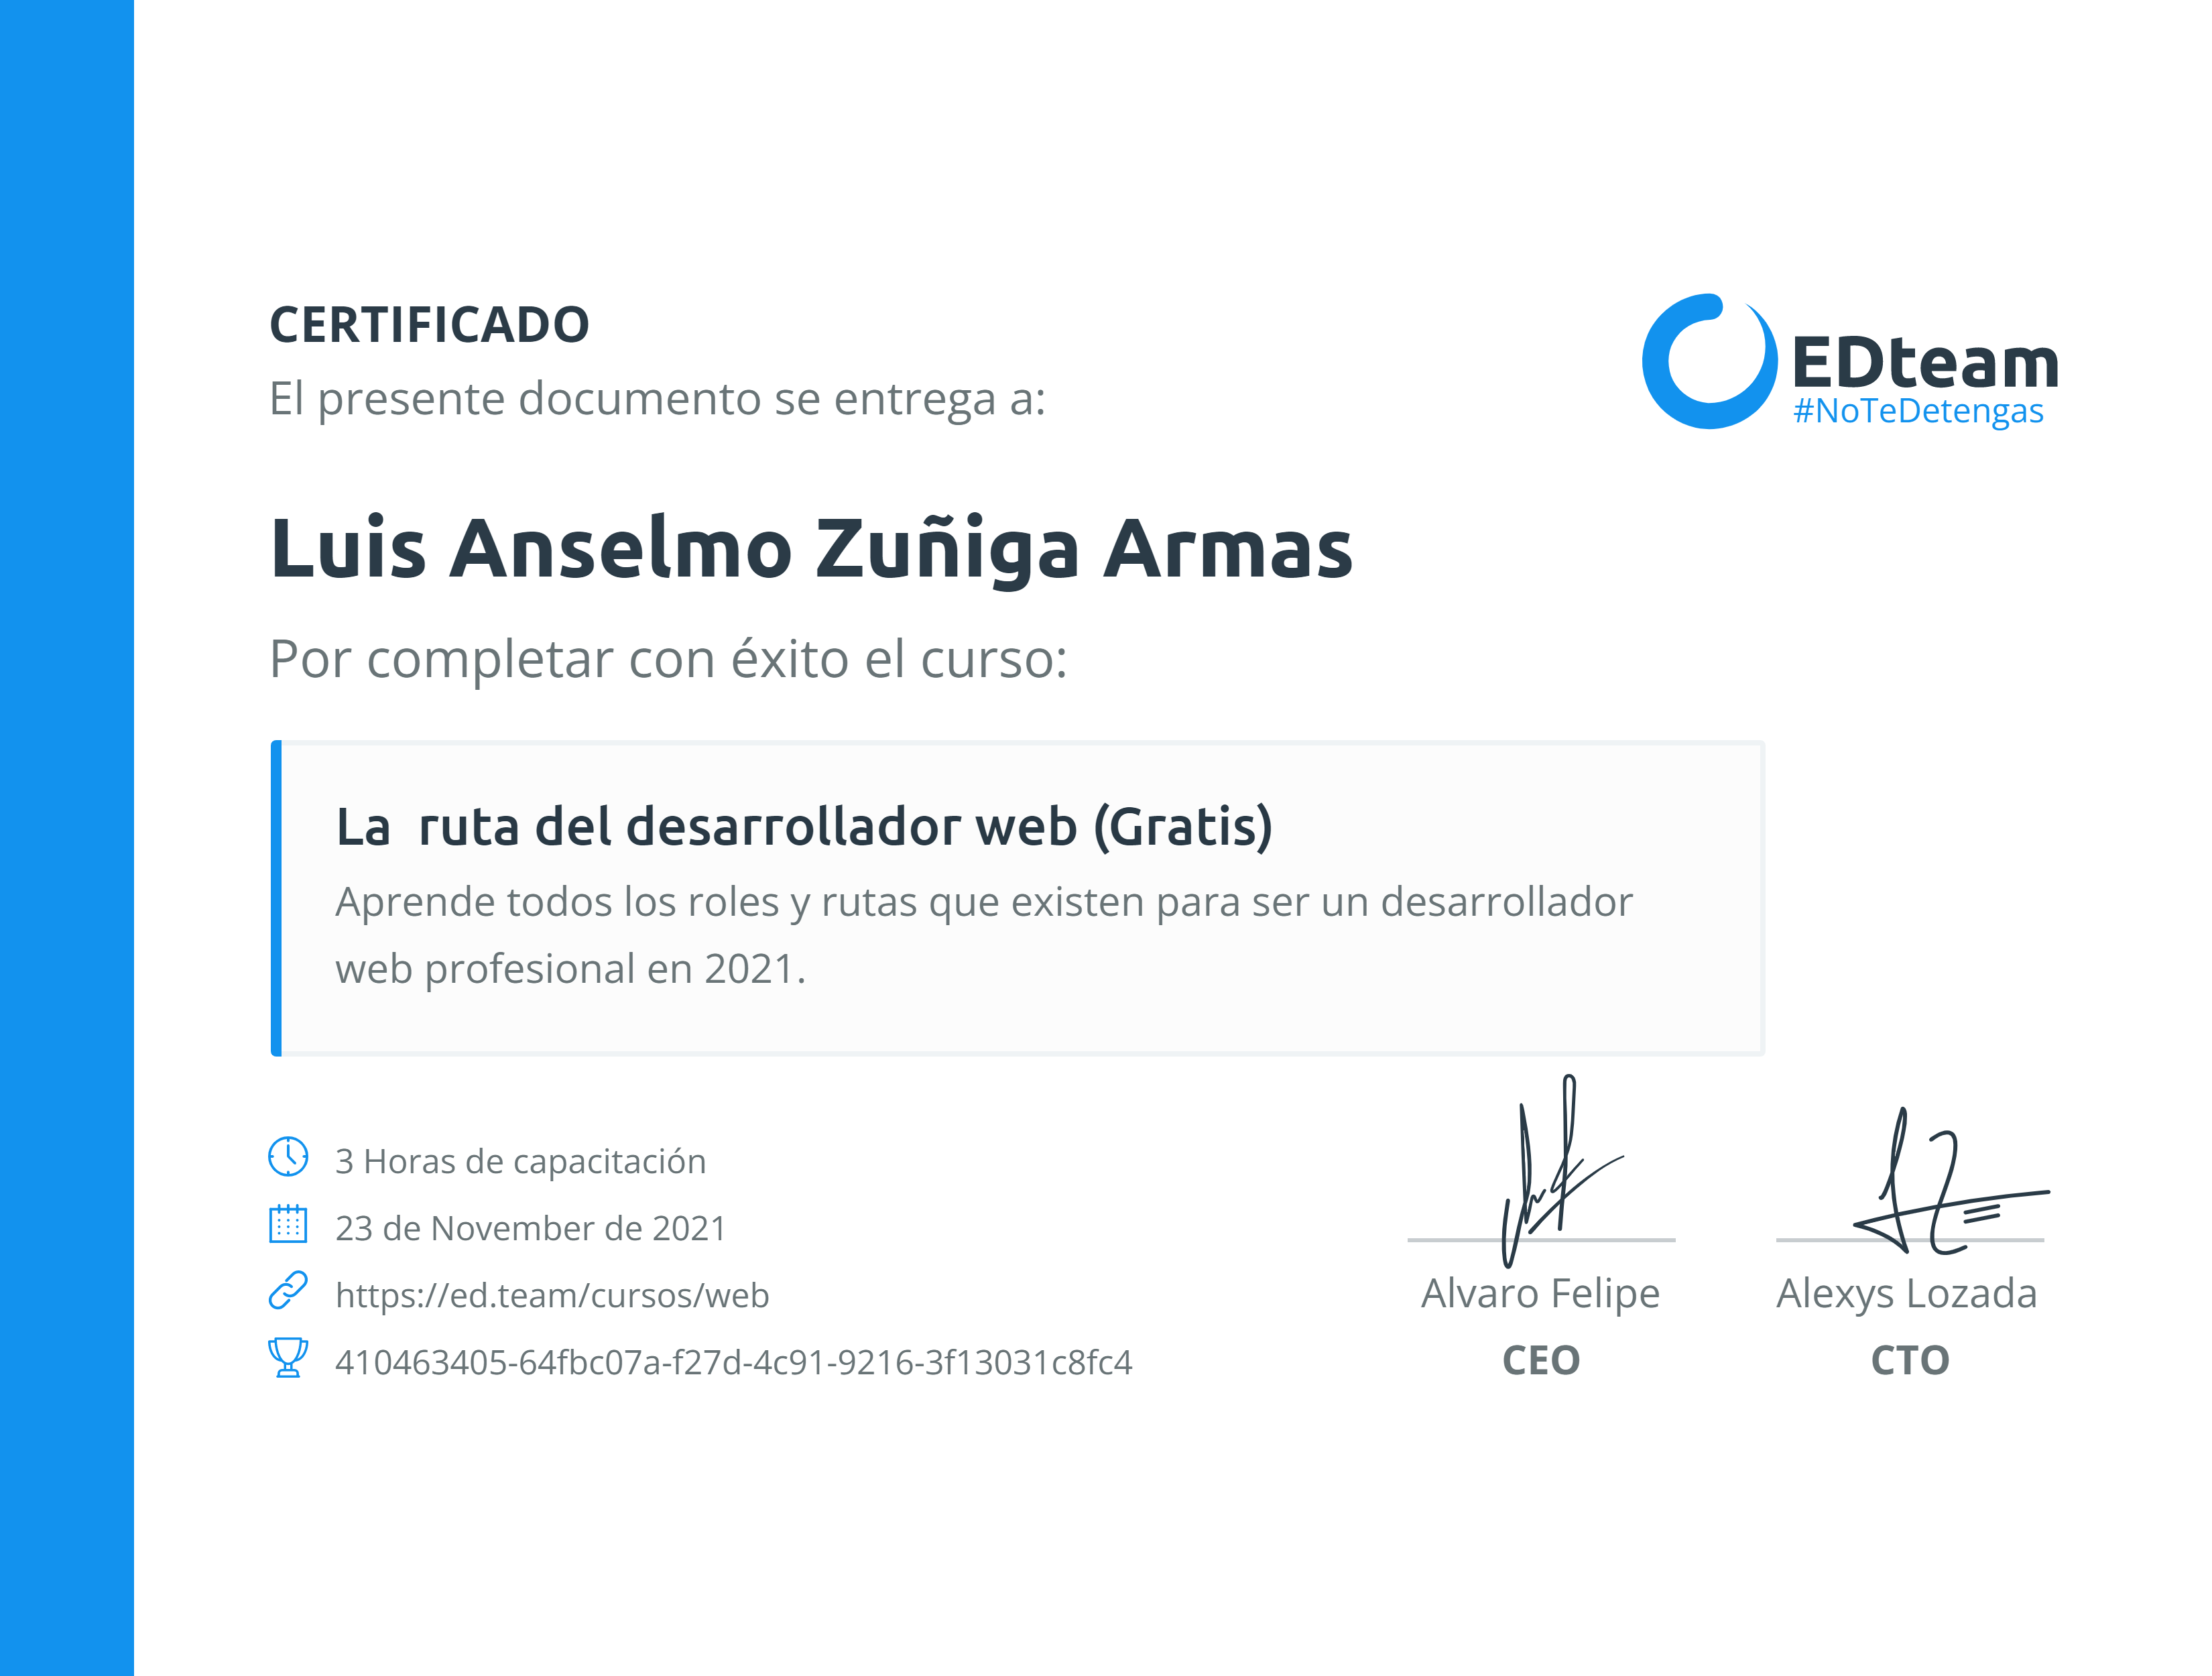 CERTIFICADO
El presente documento se entrega a:
EDteam
#NoTeDetengas
Luis Anselmo Zuñiga Armas
Por completar con éxito el curso:
La  ruta del desarrollador web (Gratis)
Aprende todos los roles y rutas que existen para ser un desarrollador
web profesional en 2021.
3 Horas de capacitación
23 de November de 2021
https://ed.team/cursos/web
410463405-64fbc07a-f27d-4c91-9216-3f13031c8fc4
Alvaro Felipe
CEO
Alexys Lozada
CTO